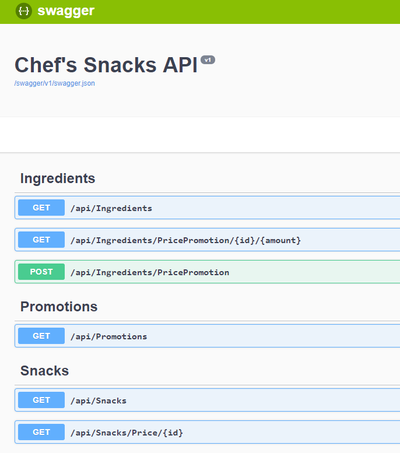 {···} swagger
Chef's Snacks API v1
/swagger/v1/swagger.json
Ingredients
GET /api/Ingredients
GET /api/Ingredients/PricePromotion/{id}/{amount}
POST /api/Ingredients/PricePromotion
Promotions
GET /api/Promotions
Snacks
GET /api/Snacks
GET /api/Snacks/Price/{id}